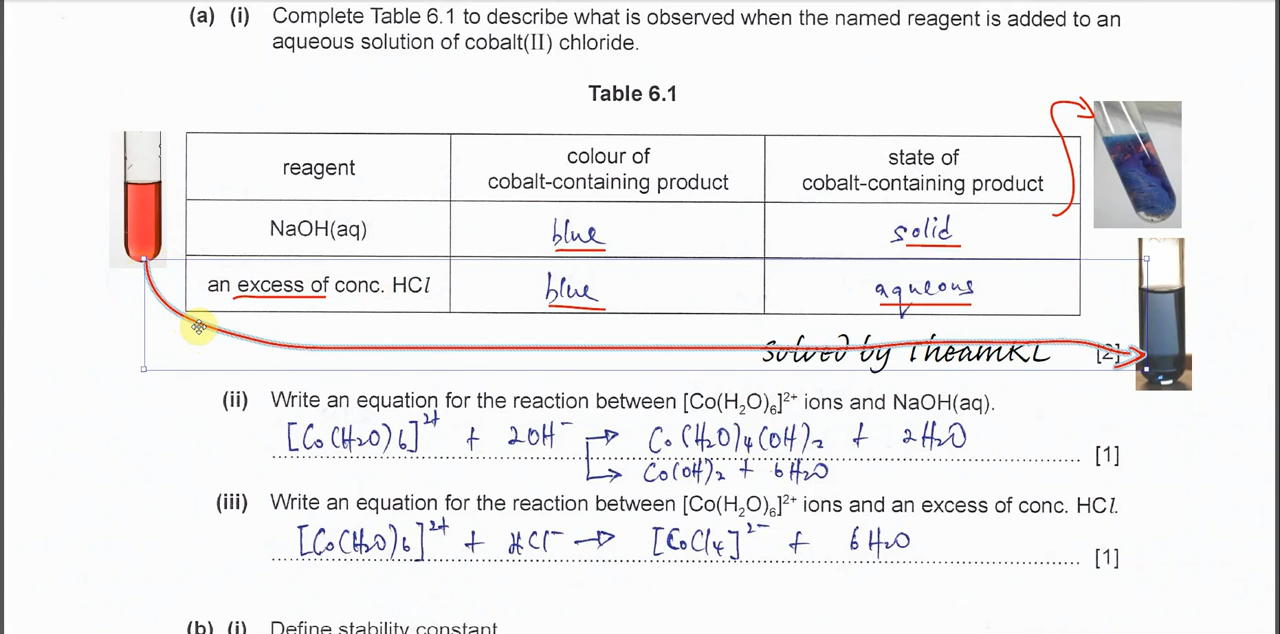 (a) (i) Complete Table 6.1 to describe what is observed when the named reagent is added to an
aqueous solution of cobalt(II) chloride.
Table 6.1
reagent colour of cobalt-containing product state of cobalt-containing product
NaOH(aq) blue solid
an excess of conc. HCl blue aqueous
Solved by TheamKL [2]
(ii) Write an equation for the reaction between [Co(H₂O)₆]²⁺ ions and NaOH(aq).
[Co(H₂O)₆]²⁺ + 2OH⁻ → Co(H₂O)₄(OH)₂ + 2H₂O
↳ Co(OH)₂ + 6H₂O [1]
(iii) Write an equation for the reaction between [Co(H₂O)₆]²⁺ ions and an excess of conc. HCl.
[Co(H₂O)₆]²⁺ + 4Cl⁻ → [CoCl₄]²⁻ + 6H₂O
[1]
(b) (i) Define stability constant